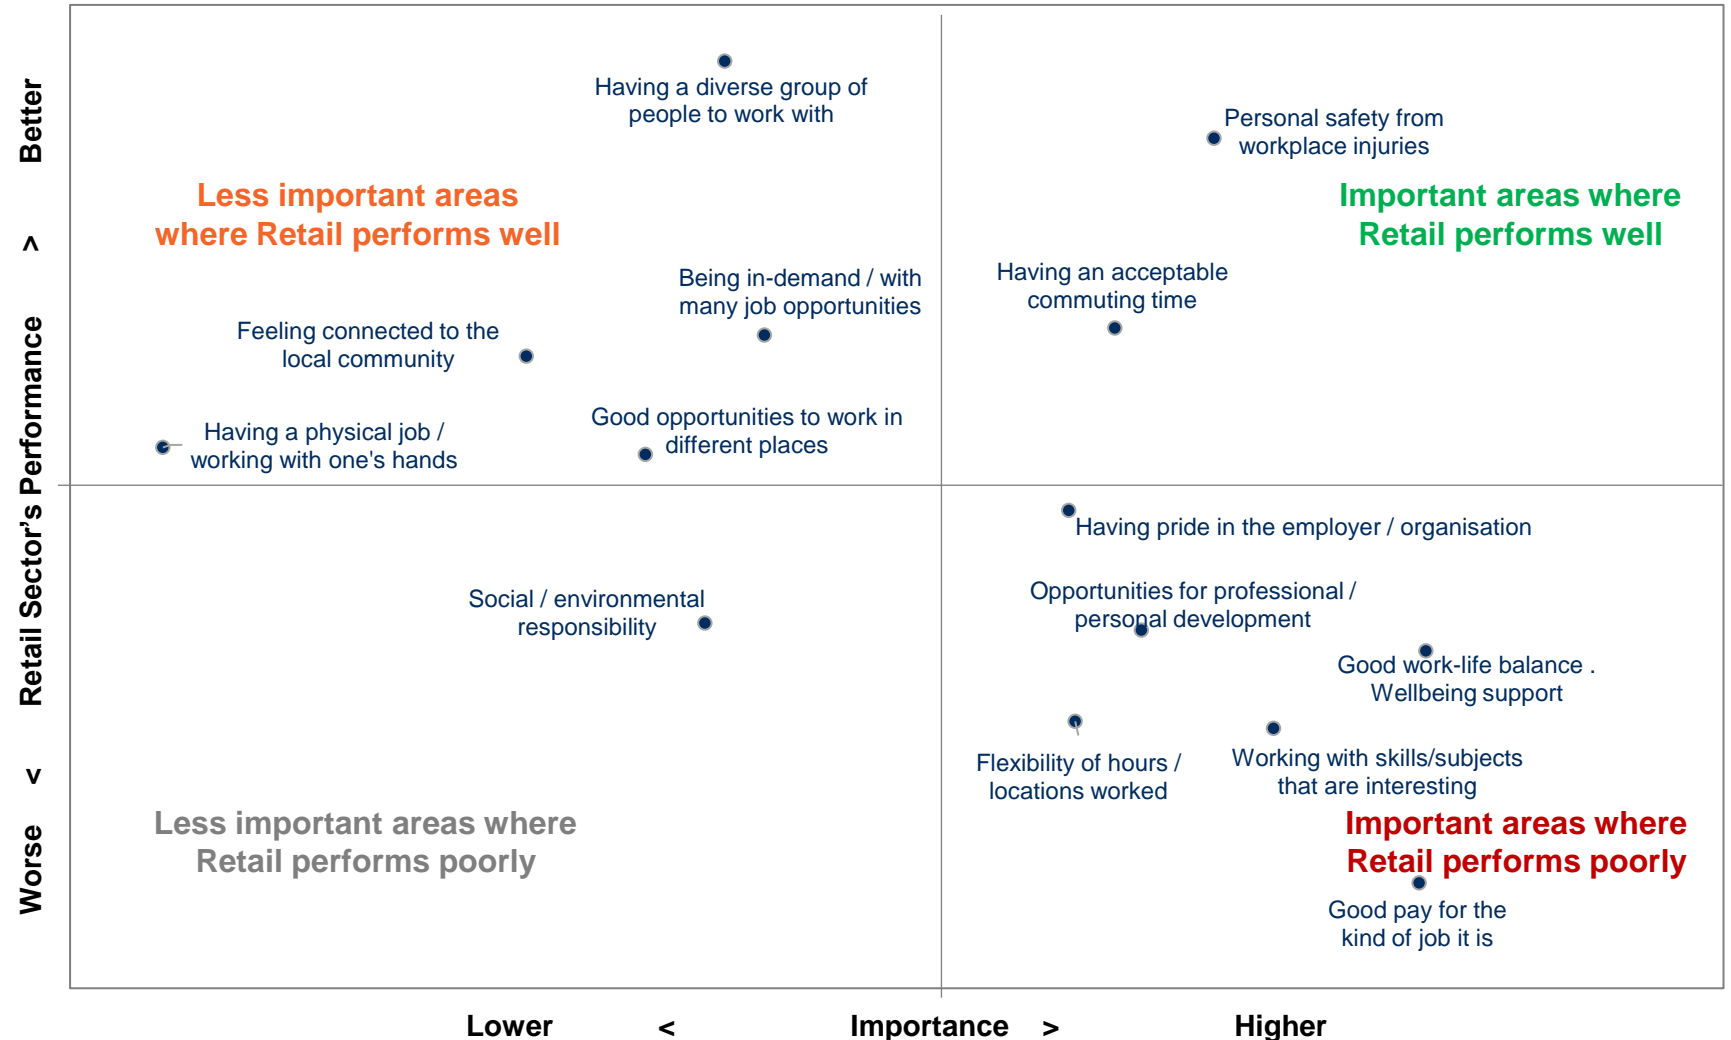 Having a diverse group of
people to work with
Personal safety from
workplace injuries
Less important areas
where Retail performs well
Important areas where
Retail performs well
Having an acceptable
commuting time
Being in-demand / with
many job opportunities
Feeling connected to the
local community
Good opportunities to work in
different places
Having a physical job /
working with one's hands
Having pride in the employer / organisation
Opportunities for professional /
personal development
Social / environmental
responsibility
Good work-life balance .
Wellbeing support
Flexibility of hours /
locations worked
Working with skills/subjects
that are interesting
Less important areas where
Retail performs poorly
Important areas where
Retail performs poorly
Good pay for the
kind of job it is
Worse < Retail Sector’s Performance > Better
Lower < Importance > Higher